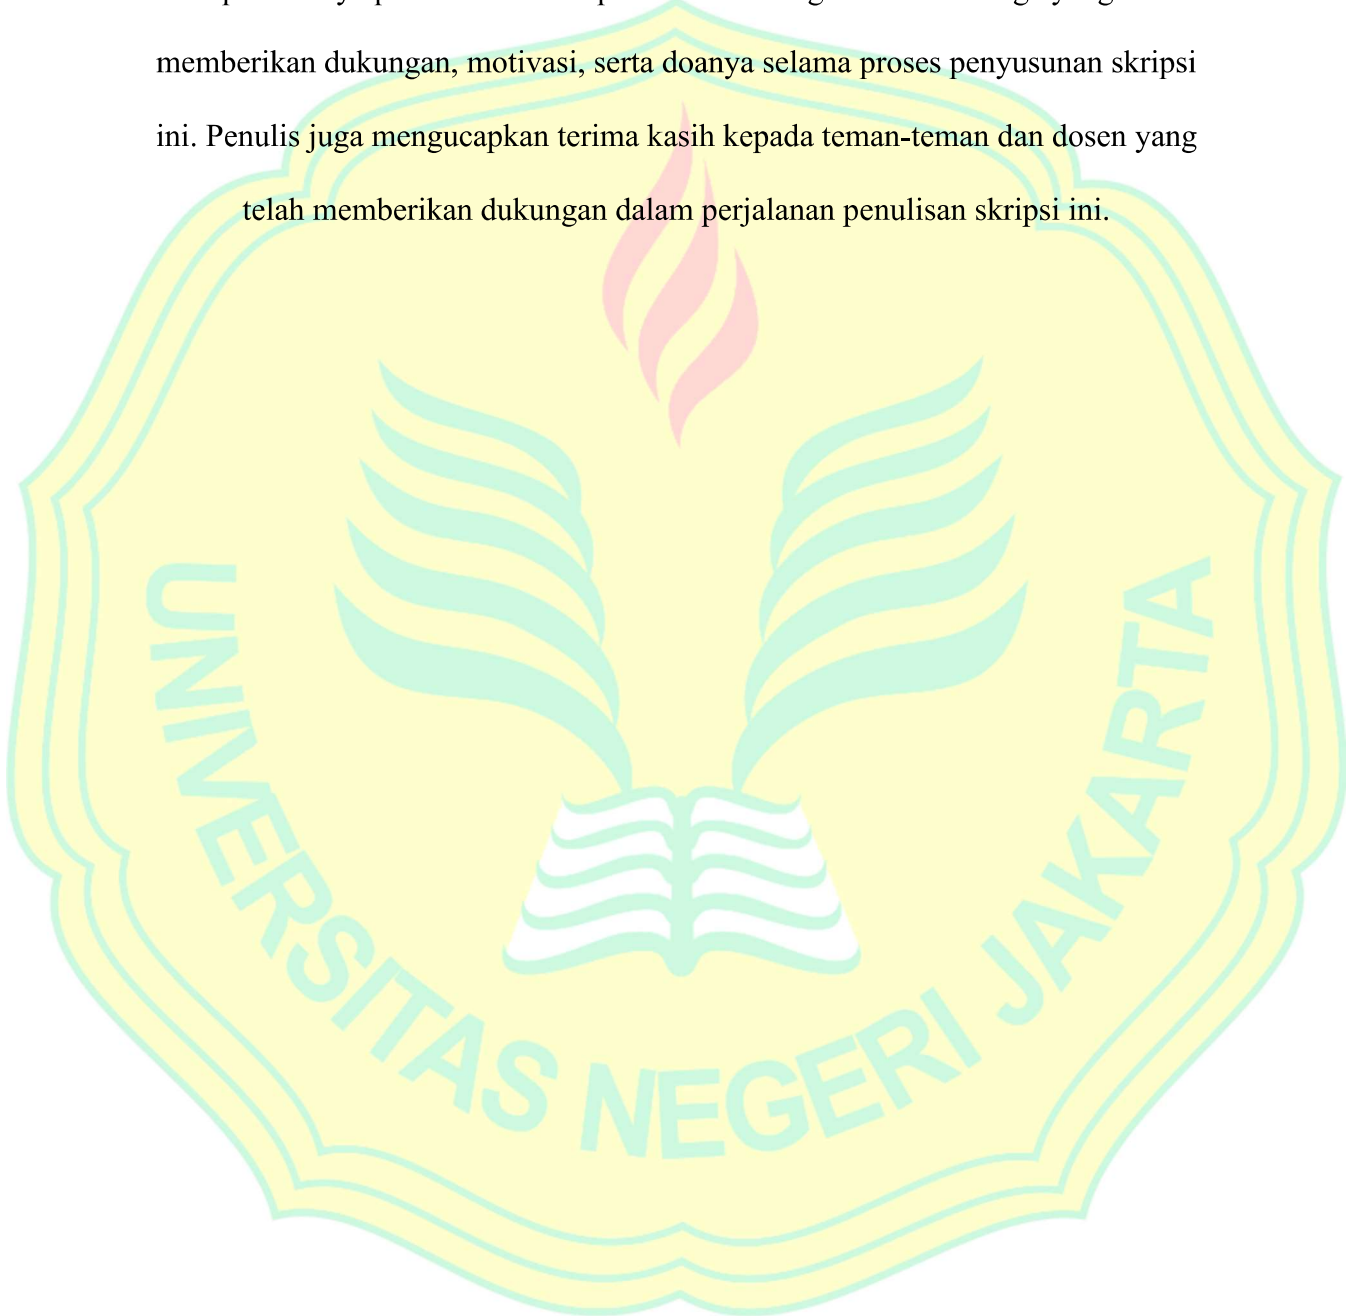 memberikan dukungan, motivasi, serta doanya selama proses penyusunan skripsi
ini. Penulis juga mengucapkan terima kasih kepada teman-teman dan dosen yang
telah memberikan dukungan dalam perjalanan penulisan skripsi ini.
UNIVERSITAS NEGERI JAKARTA